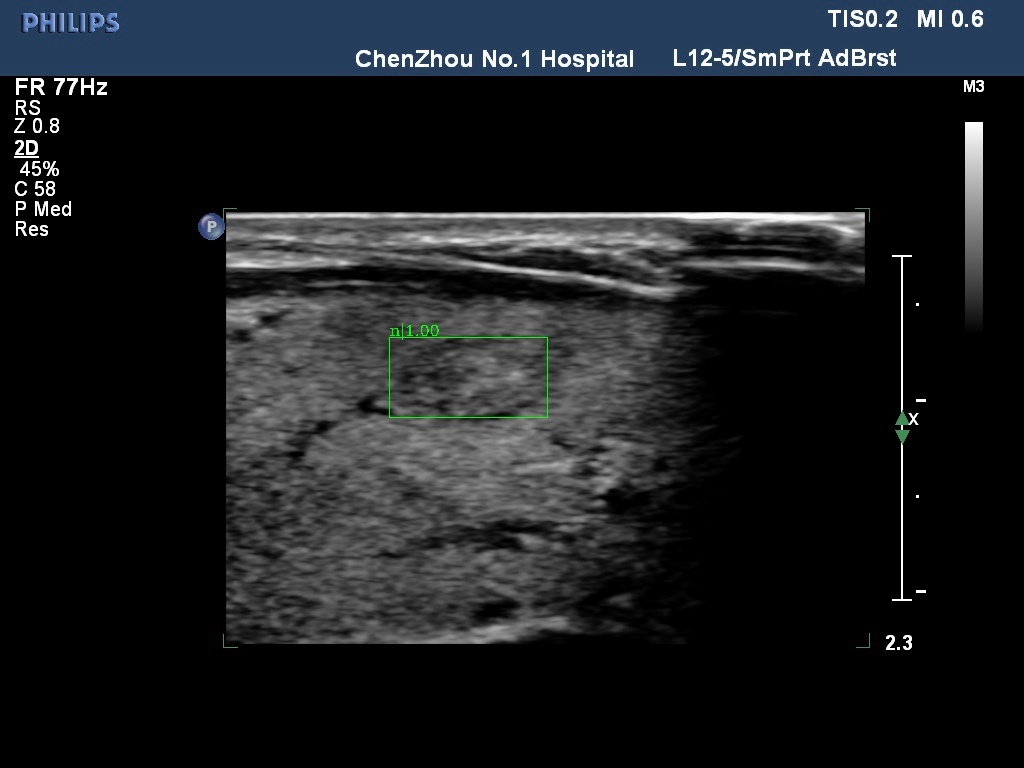 PHILIPS
TIS0.2 MI 0.6
ChenZhou No.1 Hospital L12-5/SmPrt AdBrst
FR 77Hz
RS
Z 0.8
2D
45%
C 58
P Med
Res
M3
P
n|1.00
X
2.3